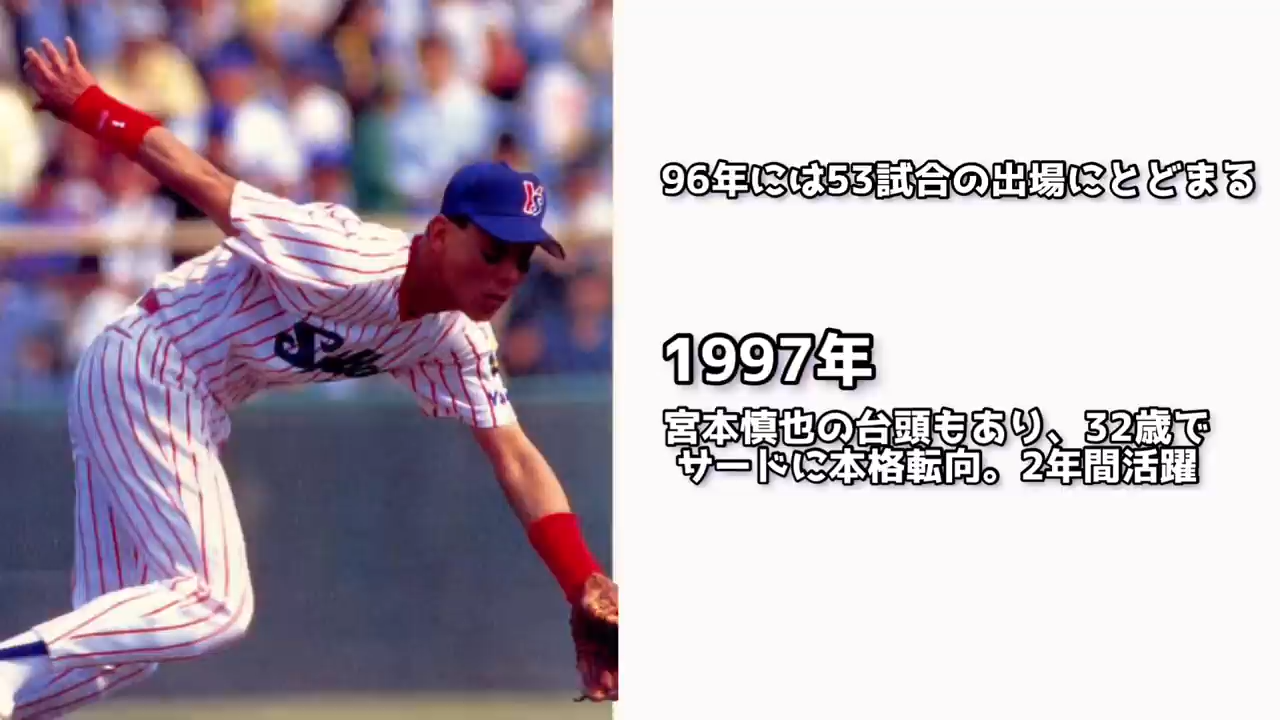 96年には53試合の出場にとどまる
1997年
宮本慎也の台頭もあり、32歳で
サードに本格転向。2年間活躍
YS